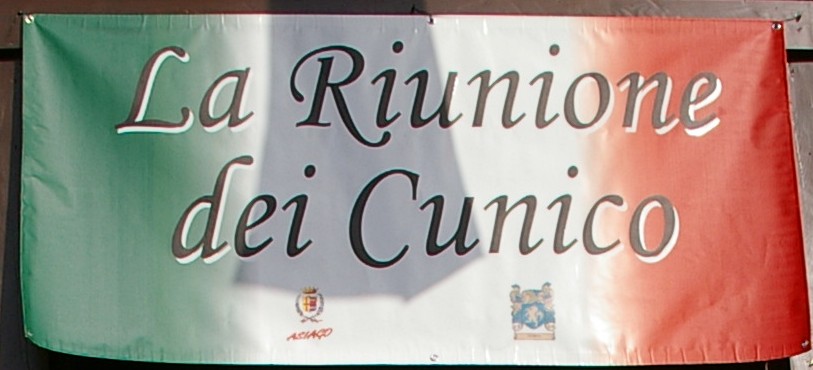 La Riunione
dei Cunico
ASIAGO